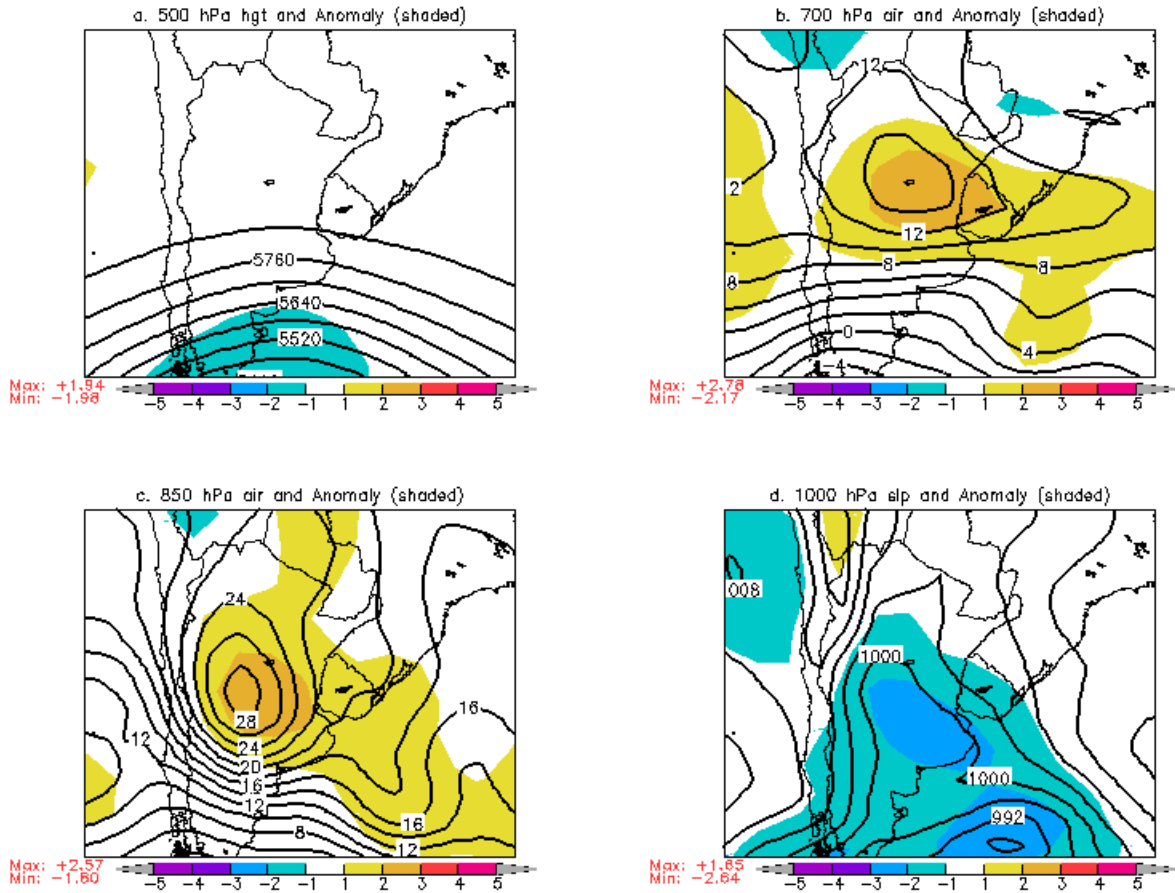 a. 500 hPa hgt and Anomaly (shaded)
5760
5640
5520
Max: +1.94
Min: -1.98
-5 -4 -3 -2 -1 1 2 3 4 5
b. 700 hPa air and Anomaly (shaded)
12
2
12
8
8
8
0
4
-4
Max: +2.78
Min: -2.17
-5 -4 -3 -2 -1 1 2 3 4 5
c. 850 hPa air and Anomaly (shaded)
24
16
28
12
24
20
16
12
16
8
12
Max: +2.57
Min: -1.60
-5 -4 -3 -2 -1 1 2 3 4 5
d. 1000 hPa slp and Anomaly (shaded)
008
1000
1000
992
Max: +1.65
Min: -2.64
-5 -4 -3 -2 -1 1 2 3 4 5